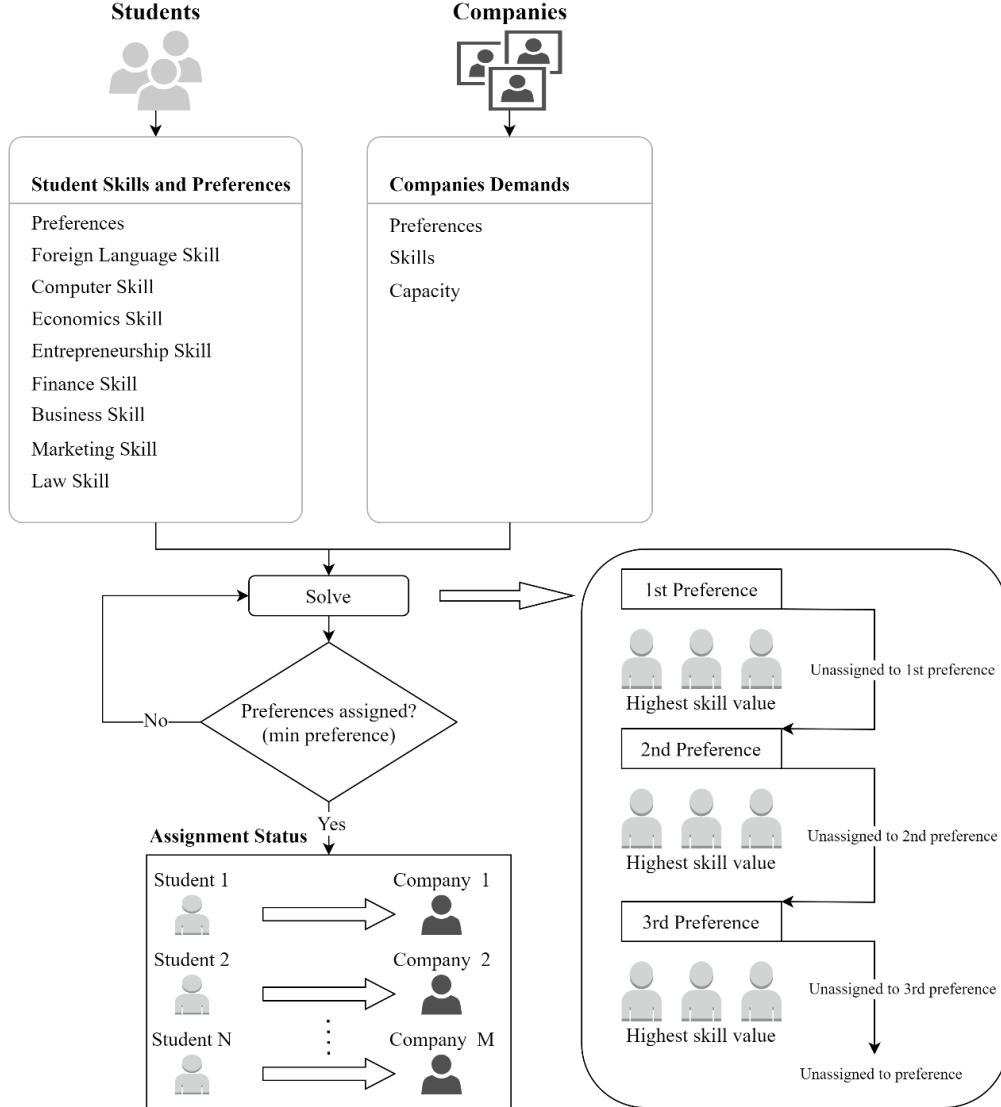 Students
Companies
Student Skills and Preferences
Preferences
Foreign Language Skill
Computer Skill
Economics Skill
Entrepreneurship Skill
Finance Skill
Business Skill
Marketing Skill
Law Skill
Companies Demands
Preferences
Skills
Capacity
Solve
Preferences assigned?
(min preference)
No
Yes
Assignment Status
Student 1
Company 1
Student 2
Company 2
Student N
Company M
1st Preference
Highest skill value
Unassigned to 1st preference
2nd Preference
Highest skill value
Unassigned to 2nd preference
3rd Preference
Highest skill value
Unassigned to 3rd preference
Unassigned to preference